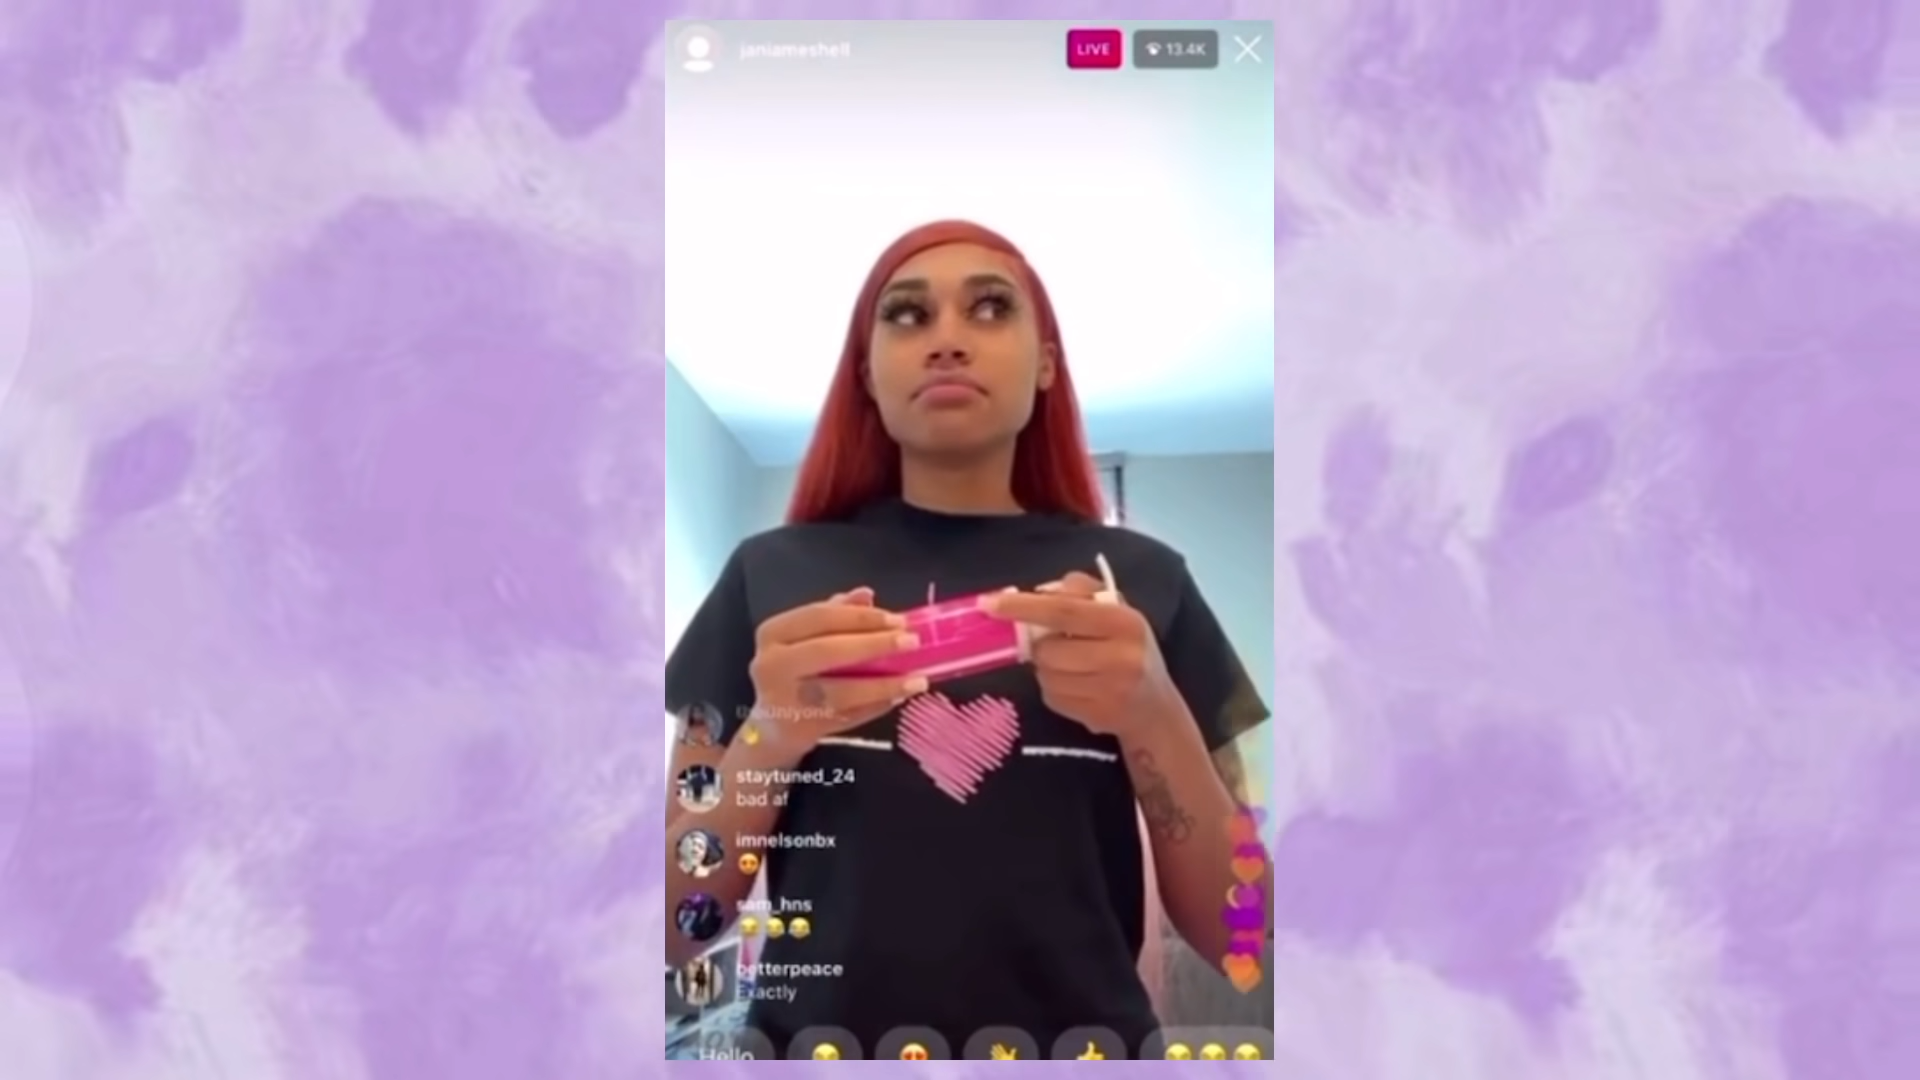 janiameshell
LIVE
13.4K
staytuned_24
bad af
imnelsonbx
sam_hns
betterpeace
Exactly
Hello